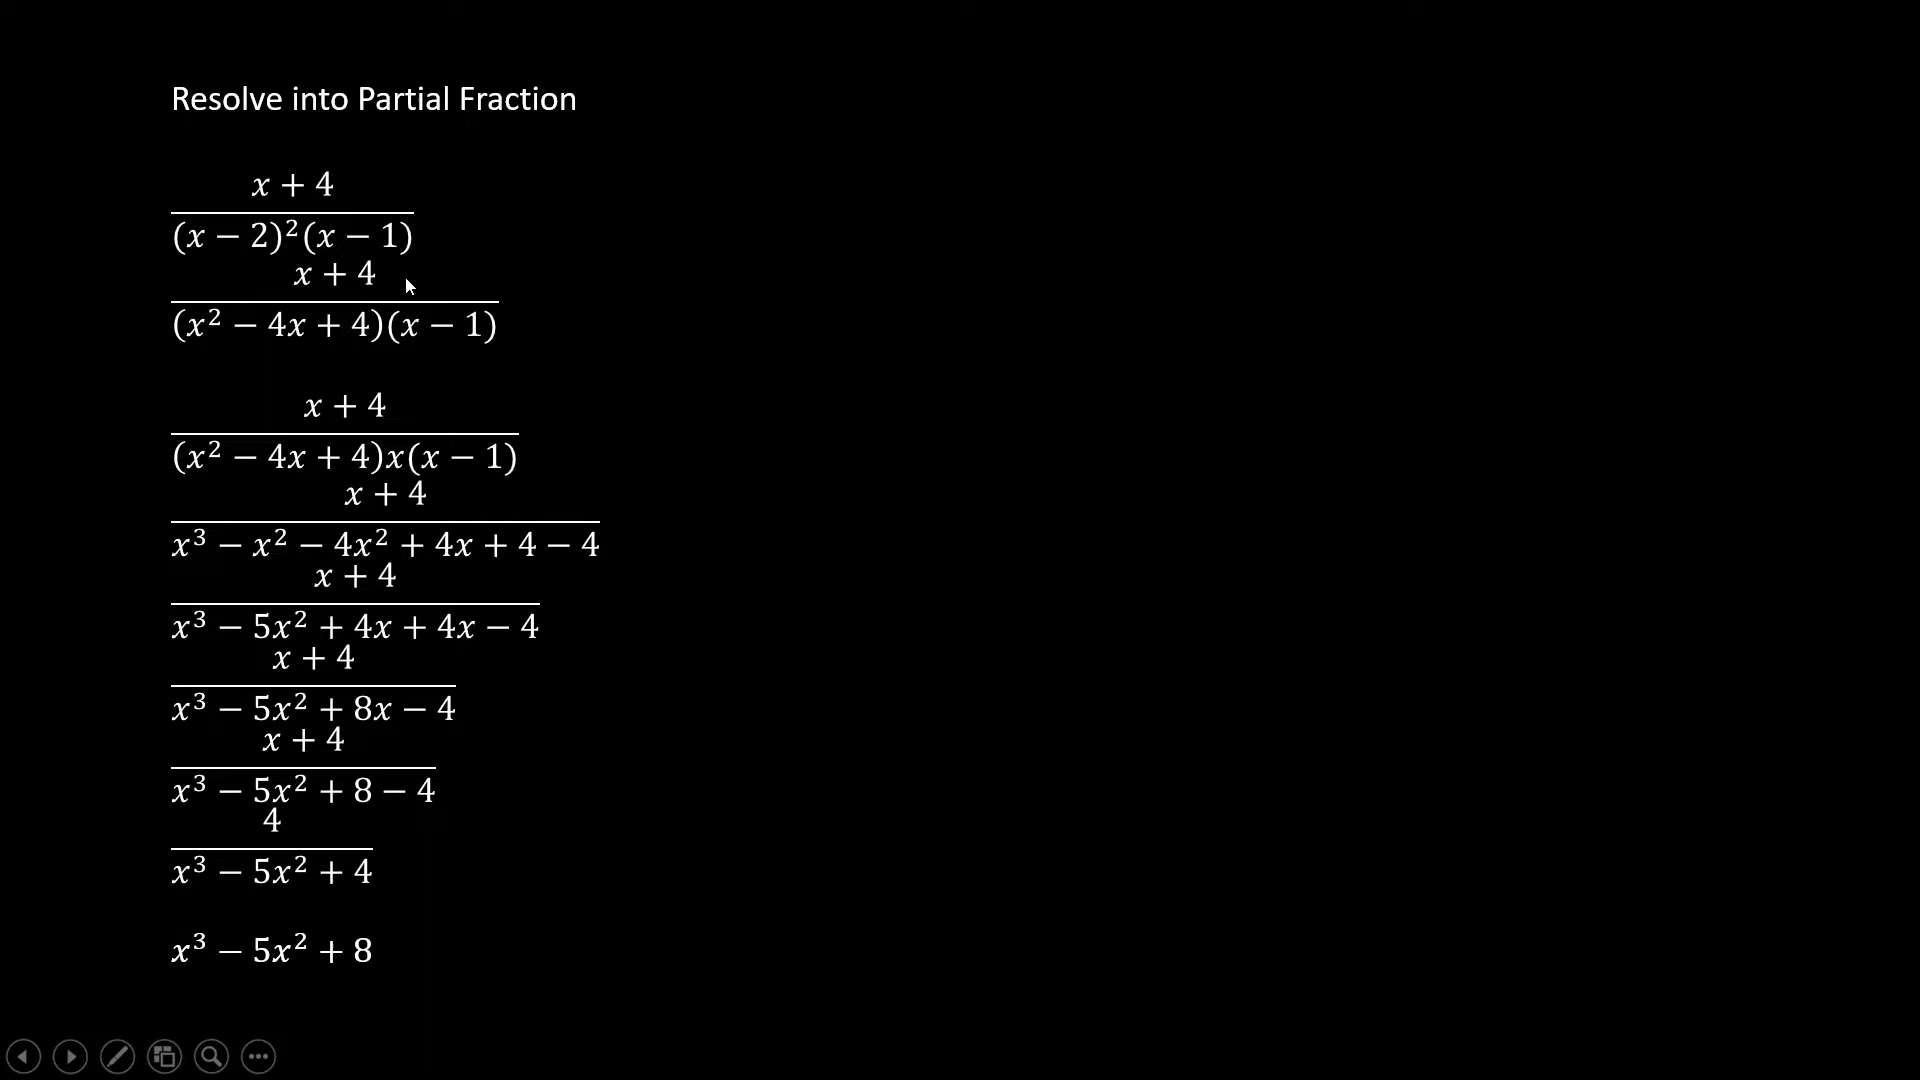 Resolve into Partial Fraction
x + 4
(x − 2)²(x − 1)
x + 4
(x² − 4x + 4)(x − 1)
x + 4
(x² − 4x + 4)x(x − 1)
x + 4
x³ − x² − 4x² + 4x + 4 − 4
x + 4
x³ − 5x² + 4x + 4x − 4
x + 4
x³ − 5x² + 8x − 4
x + 4
x³ − 5x² + 8 − 4
4
x³ − 5x² + 4
x³ − 5x² + 8